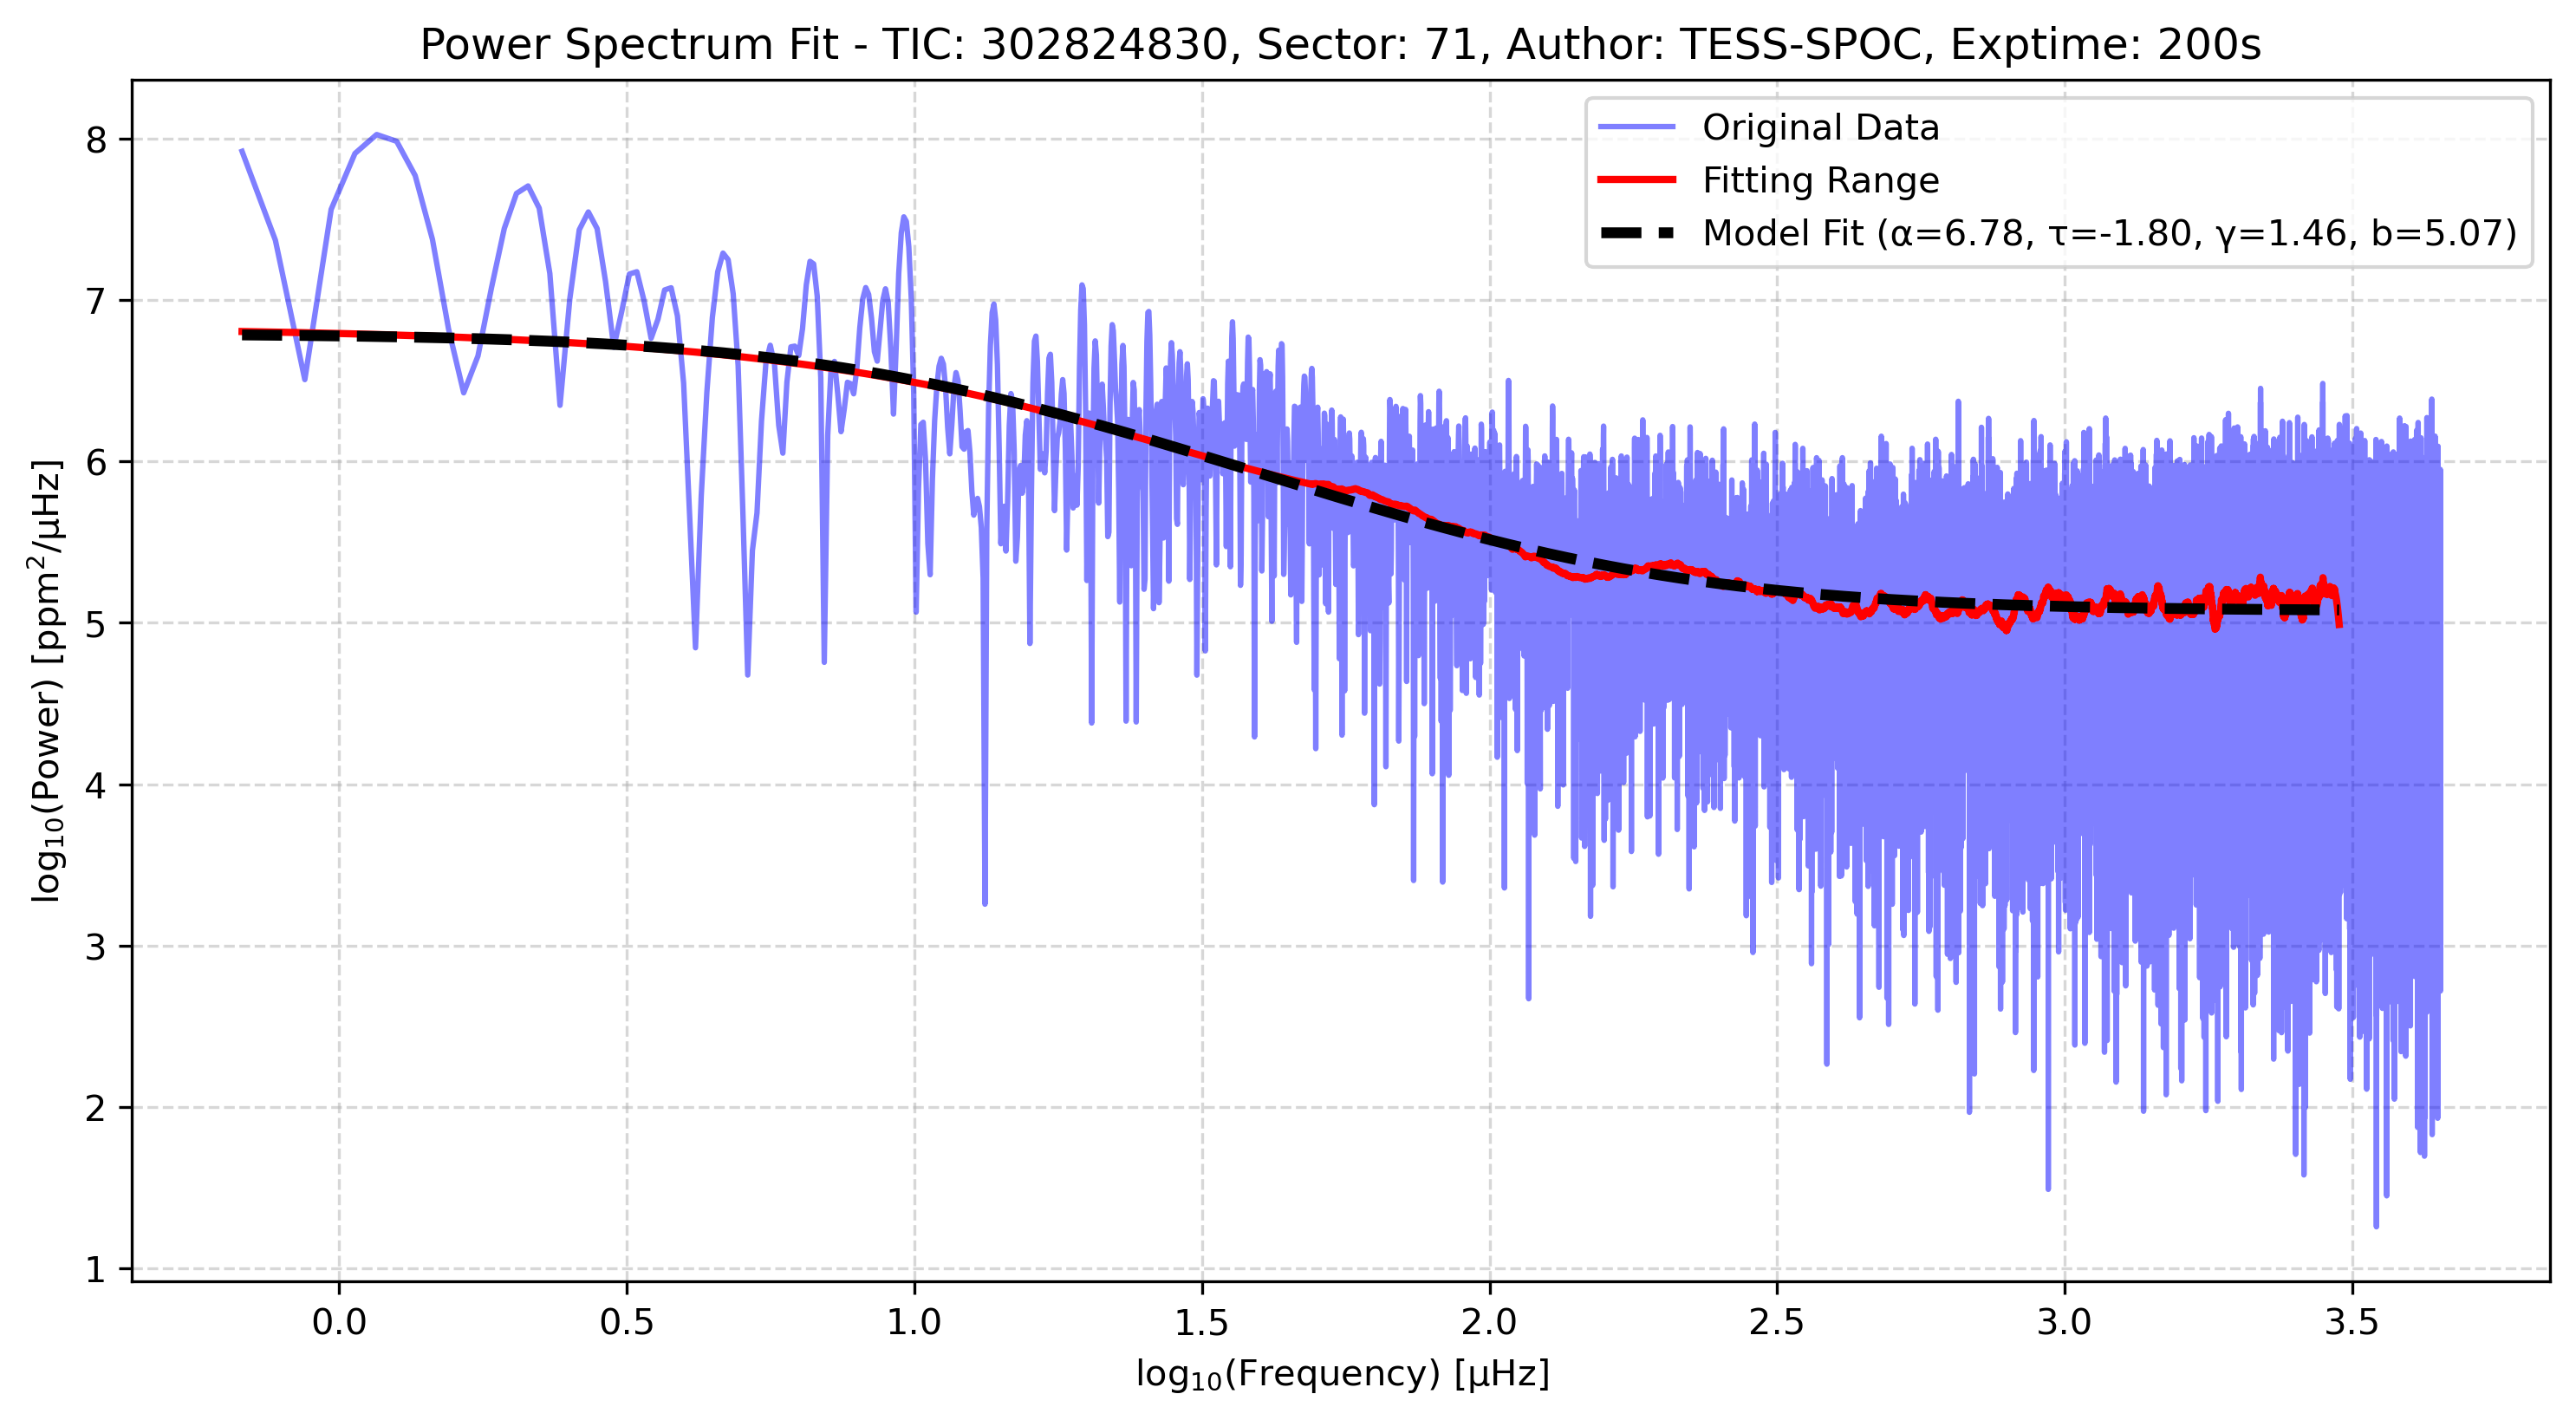 Power Spectrum Fit - TIC: 302824830, Sector: 71, Author: TESS-SPOC, Exptime: 200s
Original Data
Fitting Range
Model Fit (α=6.78, τ=-1.80, γ=1.46, b=5.07)
log₁₀(Power) [ppm²/μHz]
8
7
6
5
4
3
2
1
0.0 0.5 1.0 1.5 2.0 2.5 3.0 3.5
log₁₀(Frequency) [μHz]